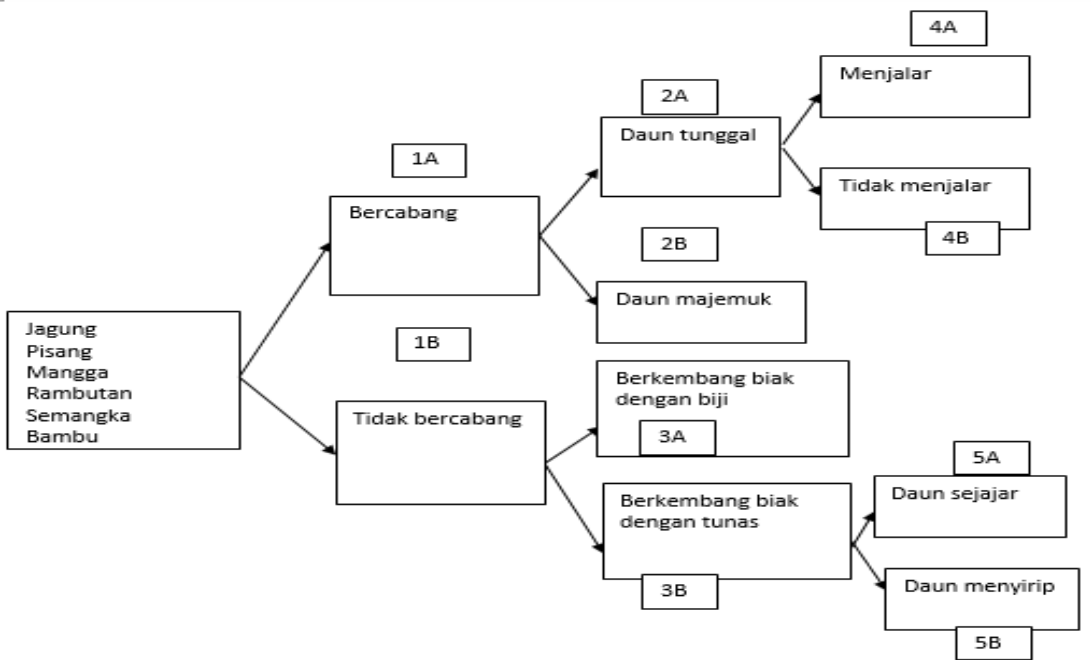 Jagung
Pisang
Mangga
Rambutan
Semangka
Bambu
1A
Bercabang
1B
Tidak bercabang
2A
Daun tunggal
2B
Daun majemuk
Berkembang biak
dengan biji
3A
Berkembang biak
dengan tunas
3B
4A
Menjalar
Tidak menjalar
4B
5A
Daun sejajar
Daun menyirip
5B